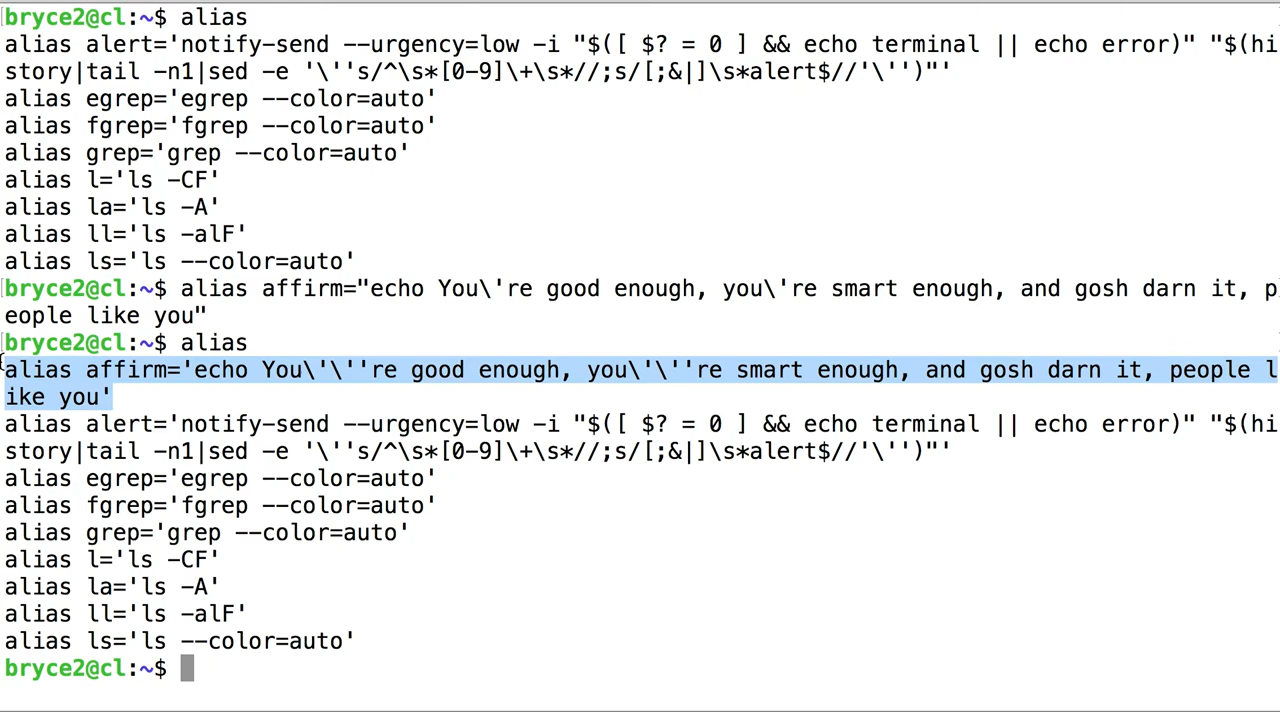 bryce2@cl:~$ alias
alias alert='notify-send --urgency=low -i "$([ $? = 0 ] && echo terminal || echo error)" "$(hi
story|tail -n1|sed -e '\''s/^\s*[0-9]\+\s*//;s/[;&|]\s*alert$//'\'')"'
alias egrep='egrep --color=auto'
alias fgrep='fgrep --color=auto'
alias grep='grep --color=auto'
alias l='ls -CF'
alias la='ls -A'
alias ll='ls -alF'
alias ls='ls --color=auto'
bryce2@cl:~$ alias affirm="echo You\'re good enough, you\'re smart enough, and gosh darn it, p
eople like you"
bryce2@cl:~$ alias
alias affirm='echo You\'\''re good enough, you\'\''re smart enough, and gosh darn it, people l
ike you'
alias alert='notify-send --urgency=low -i "$([ $? = 0 ] && echo terminal || echo error)" "$(hi
story|tail -n1|sed -e '\''s/^\s*[0-9]\+\s*//;s/[;&|]\s*alert$//'\'')"'
alias egrep='egrep --color=auto'
alias fgrep='fgrep --color=auto'
alias grep='grep --color=auto'
alias l='ls -CF'
alias la='ls -A'
alias ll='ls -alF'
alias ls='ls --color=auto'
bryce2@cl:~$